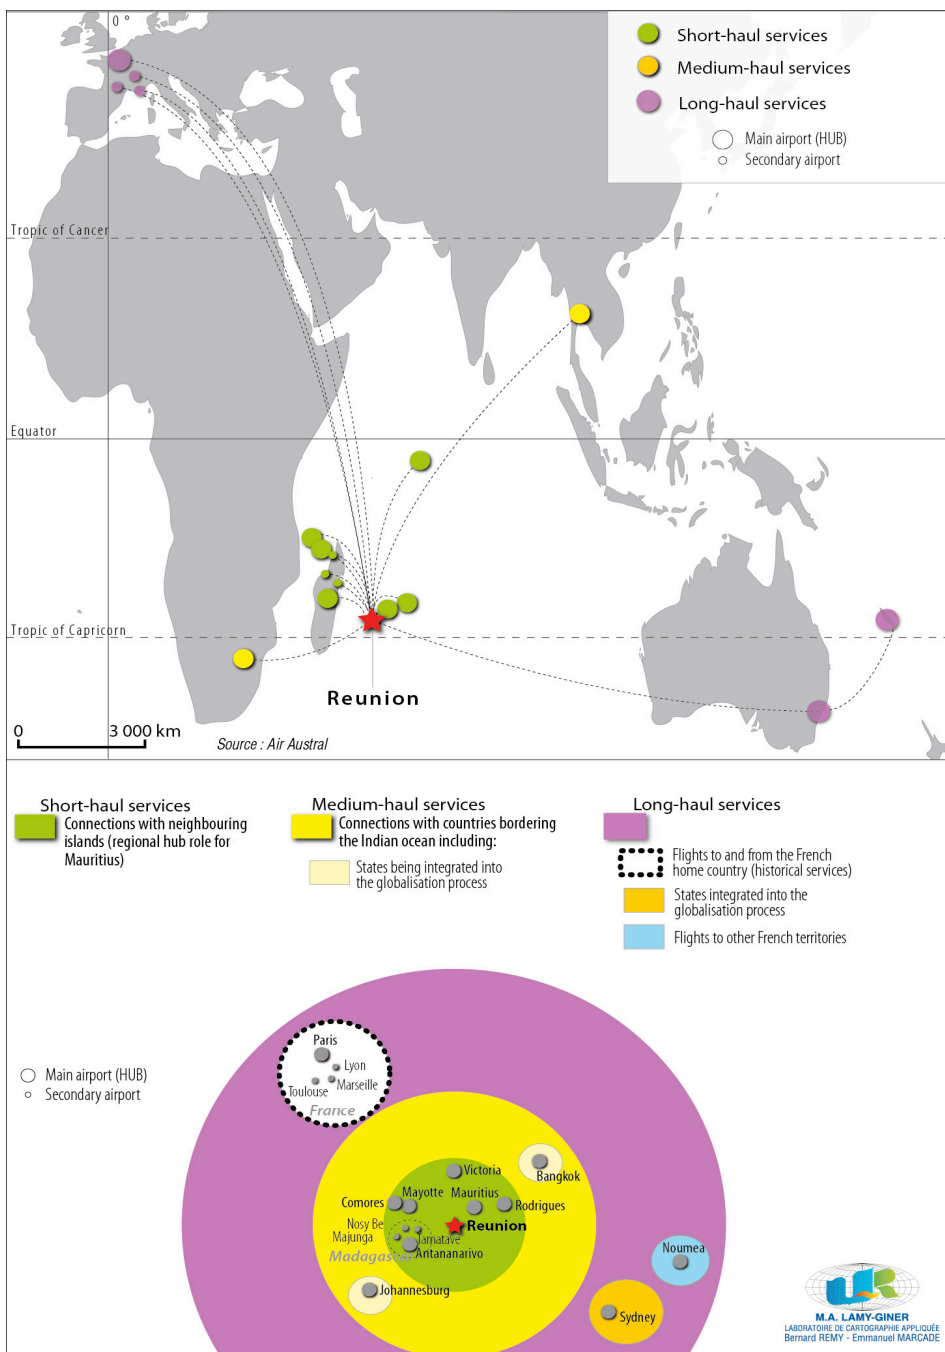 0 °
Short-haul services
Medium-haul services
Long-haul services
Main airport (HUB)
Secondary airport
Tropic of Cancer
Equator
Tropic of Capricorn
Reunion
0 3 000 km
Source : Air Austral
Short-haul services
Connections with neighbouring
islands (regional hub role for
Mauritius)
Medium-haul services
Connections with countries bordering
the Indian ocean including:
States being integrated into
the globalisation process
Long-haul services
Flights to and from the French
home country (historical services)
States integrated into the
globalisation process
Flights to other French territories
Main airport (HUB)
Secondary airport
Paris
Lyon
Toulouse
Marseille
France
Victoria
Bangkok
Comores
Mayotte
Mauritius
Rodrigues
Nosy Be
Majunga
Tamatave
Reunion
Madagascar
Antananarivo
Johannesburg
Noumea
Sydney
M.A. LAMY-GINER
LABORATOIRE DE CARTOGRAPHIE APPLIQUÉE
Bernard REMY - Emmanuel MARCADE